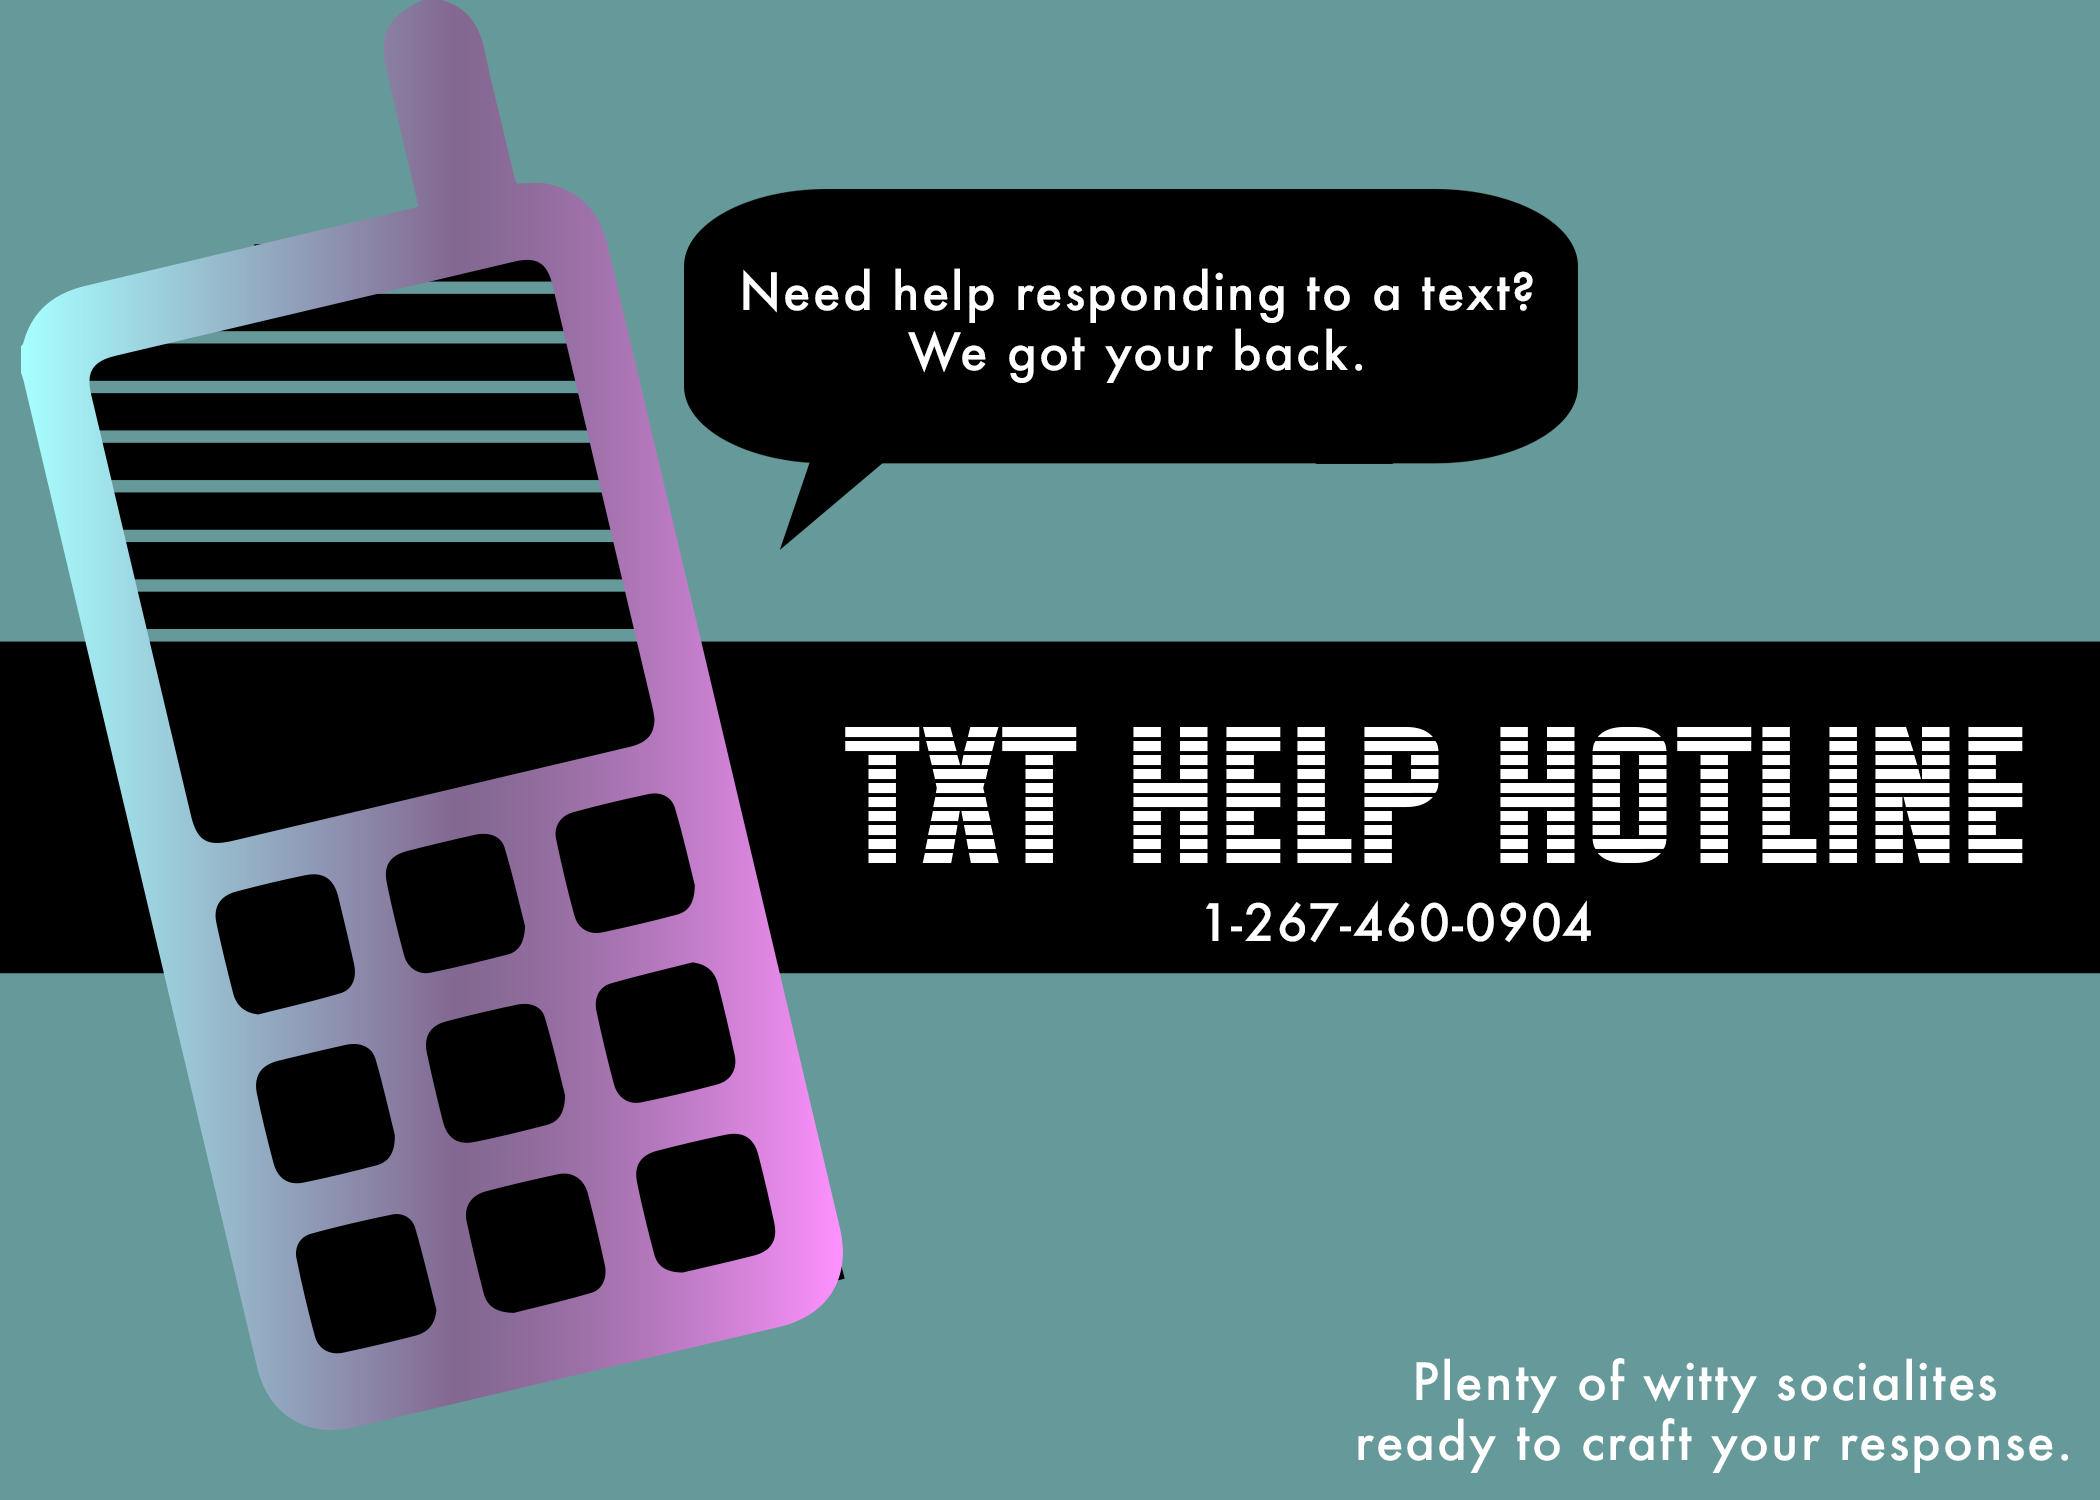 Need help responding to a text?
We got your back.
TXT HELP HOTLINE
1-267-460-0904
Plenty of witty socialites
ready to craft your response.